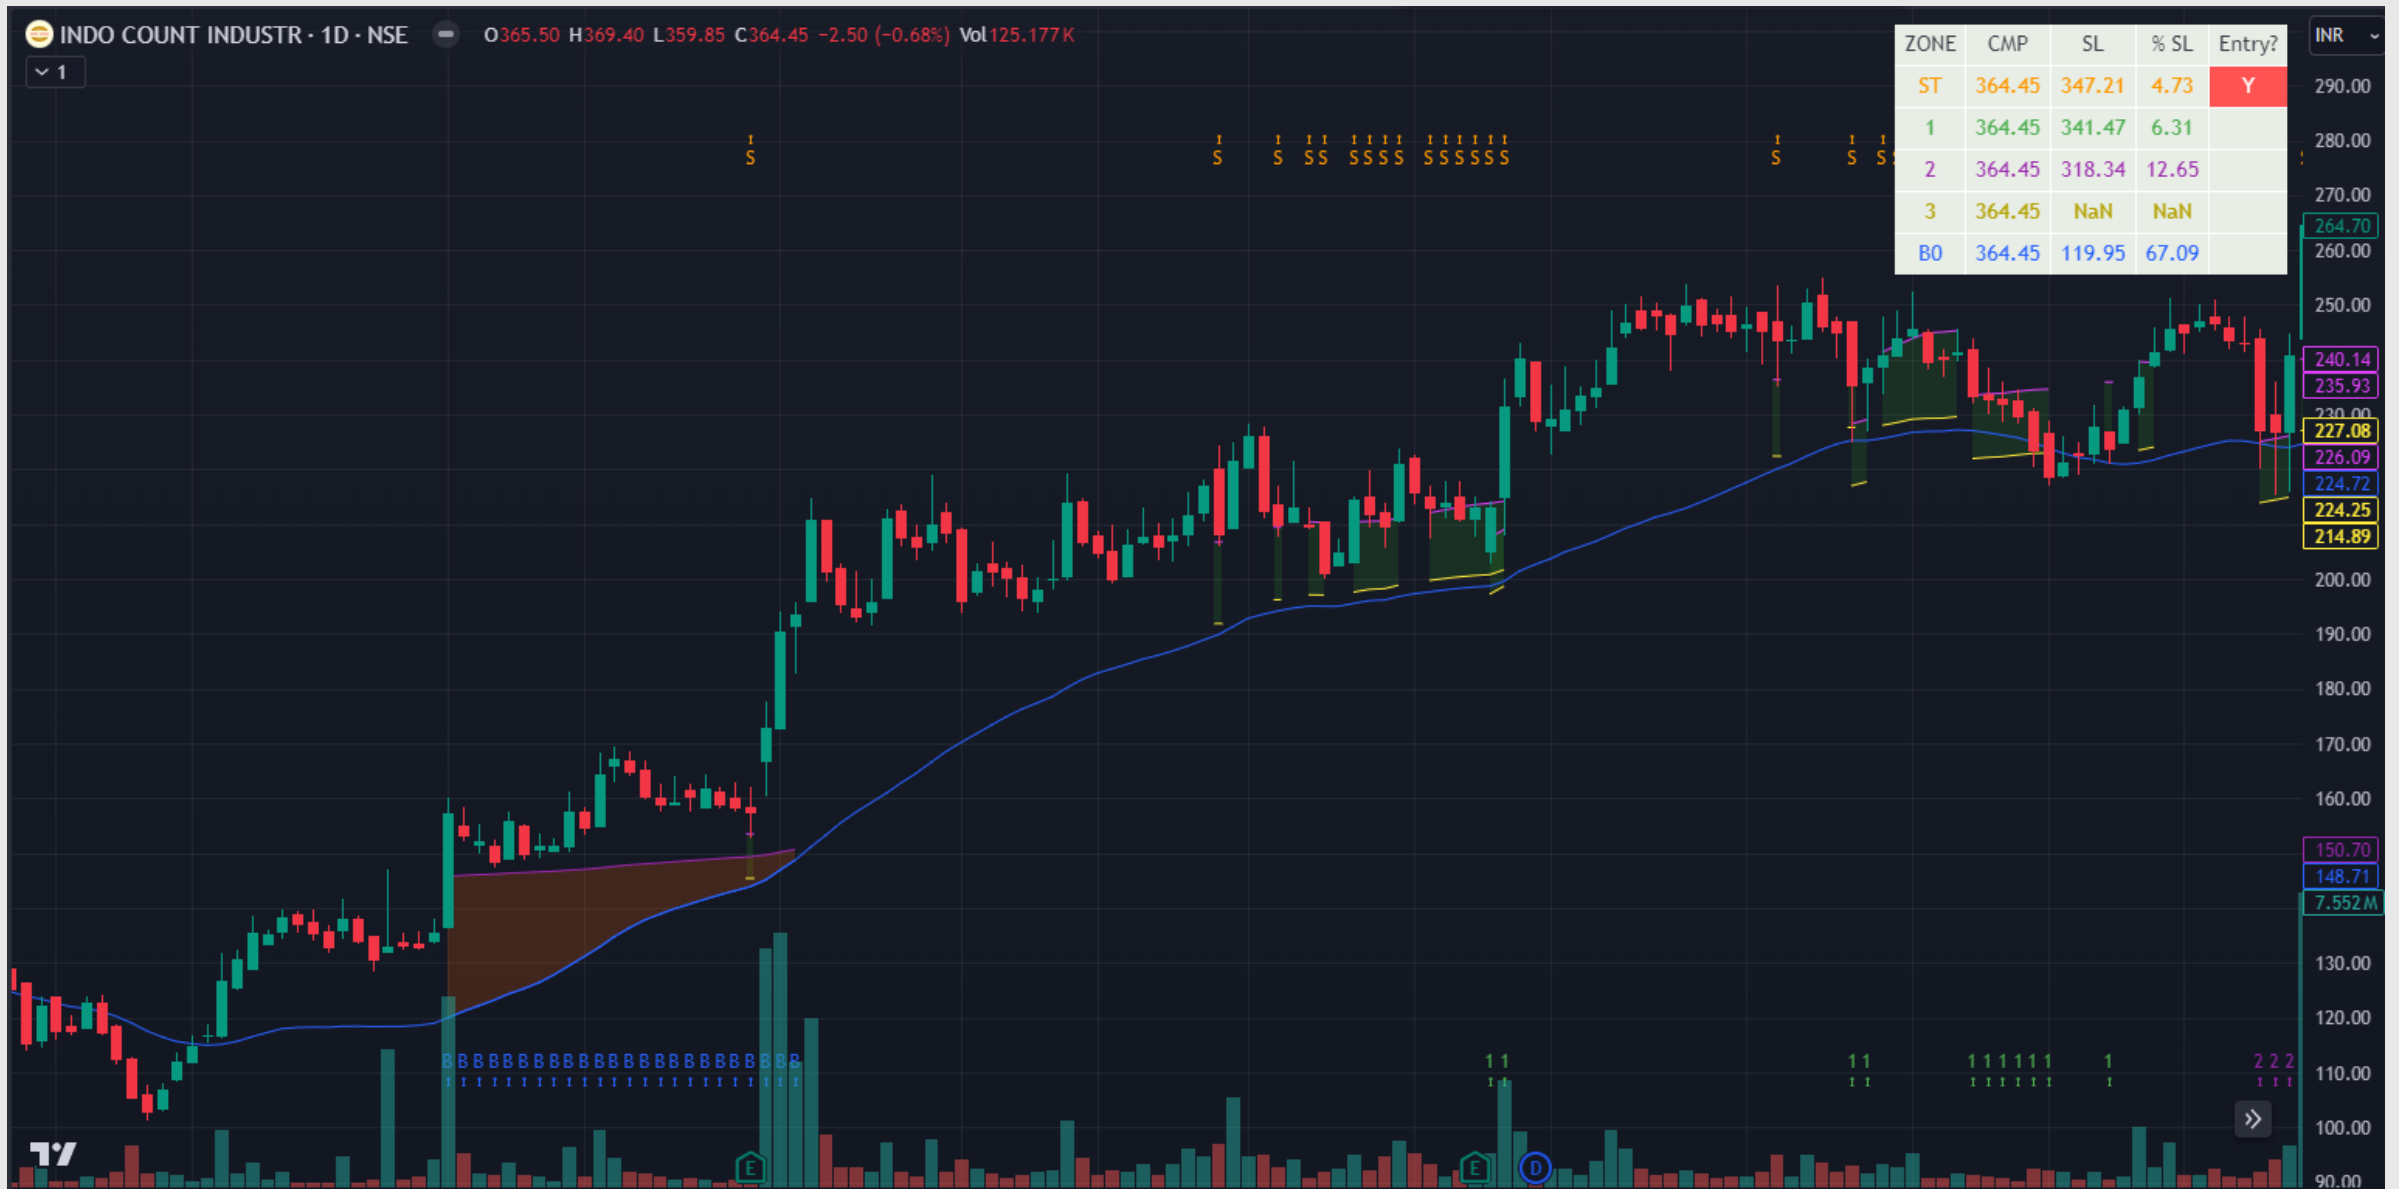 INDO COUNT INDUSTR · 1D · NSE O365.50 H369.40 L359.85 C364.45 −2.50 (−0.68%) Vol125.177K
1
ZONE CMP SL % SL Entry?
ST 364.45 347.21 4.73 Y
1 364.45 341.47 6.31
2 364.45 318.34 12.65
3 364.45 NaN NaN
B0 364.45 119.95 67.09
INR
290.00
280.00
270.00
264.70
260.00
250.00
240.14
235.93
230.00
227.08
226.09
224.72
224.25
214.89
200.00
190.00
180.00
170.00
160.00
150.70
148.71
7.552M
130.00
120.00
110.00
100.00
90.00
S S S S S S S S S S S S S S S S S S
B B B B B B B B B B B B B B B B B B B B B B B B 1 1 1 1 1 1 1 1 1 1 1 2 2 2
E E D